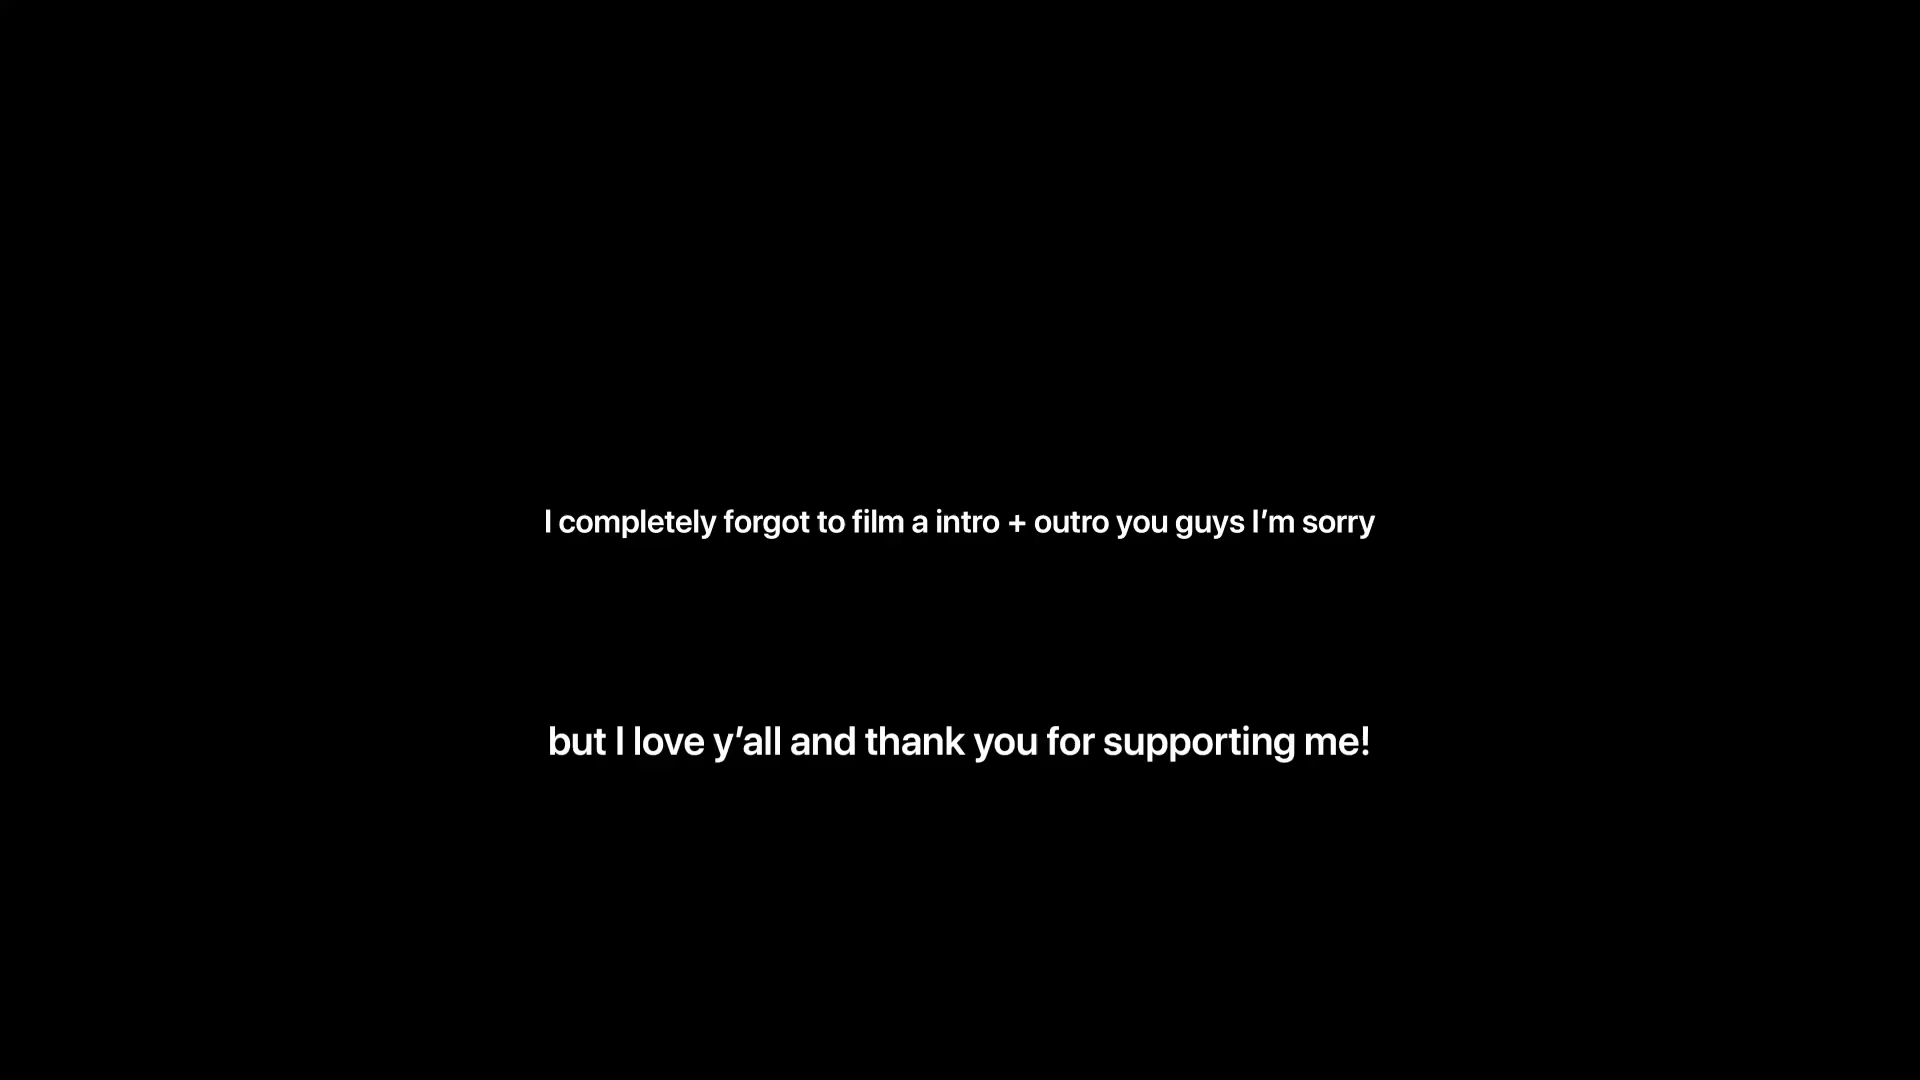 I completely forgot to film a intro + outro you guys I’m sorry
but I love y’all and thank you for supporting me!